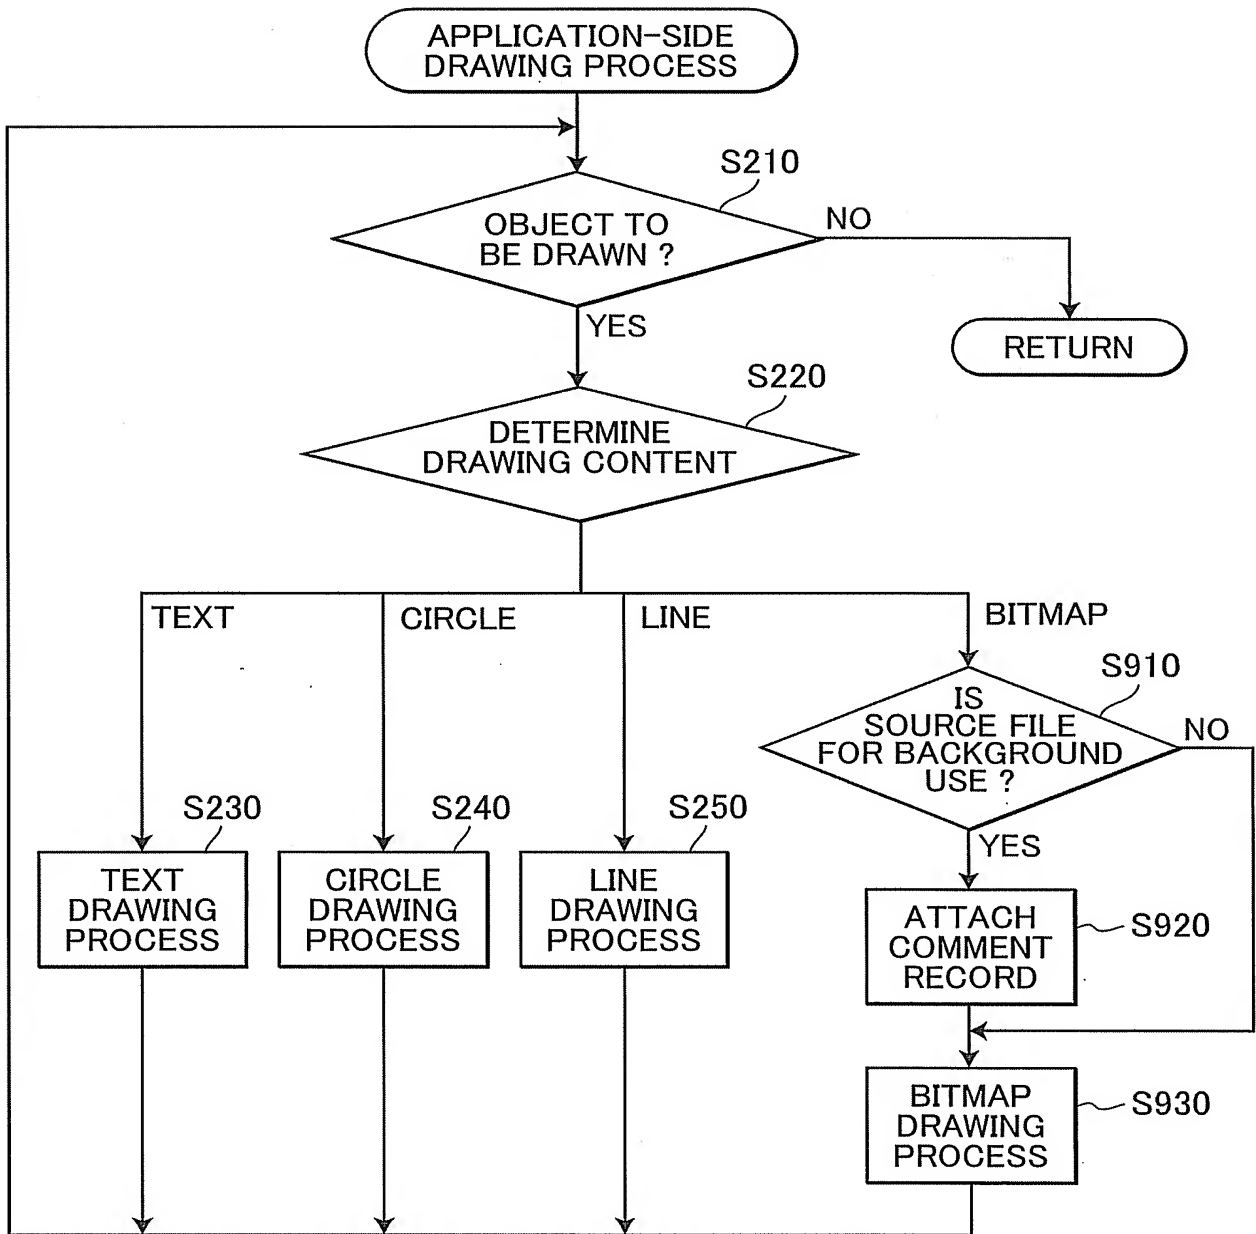 APPLICATION-SIDE
DRAWING PROCESS
S210
OBJECT TO
BE DRAWN ?
NO
YES
RETURN
S220
DETERMINE
DRAWING CONTENT
TEXT
CIRCLE
LINE
BITMAP
S910
IS
SOURCE FILE
FOR BACKGROUND
USE ?
NO
YES
S230
TEXT
DRAWING
PROCESS
S240
CIRCLE
DRAWING
PROCESS
S250
LINE
DRAWING
PROCESS
ATTACH
COMMENT
RECORD
S920
BITMAP
DRAWING
PROCESS
S930